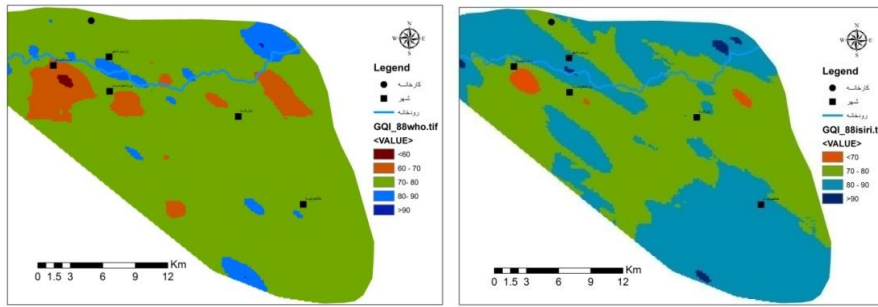 N
W
E
S
Legend
کارخانه
شهر
رودخانه
GQI_88who.tif
<VALUE>
<60
60 - 70
70- 80
80 - 90
>90
Km
0 1.5 3 6 9 12
N
W
E
S
Legend
کارخانه
شهر
رودخانه
GQI_88isiri.t
<VALUE>
<70
70 - 80
80 - 90
>90
Km
0 1.5 3 6 9 12